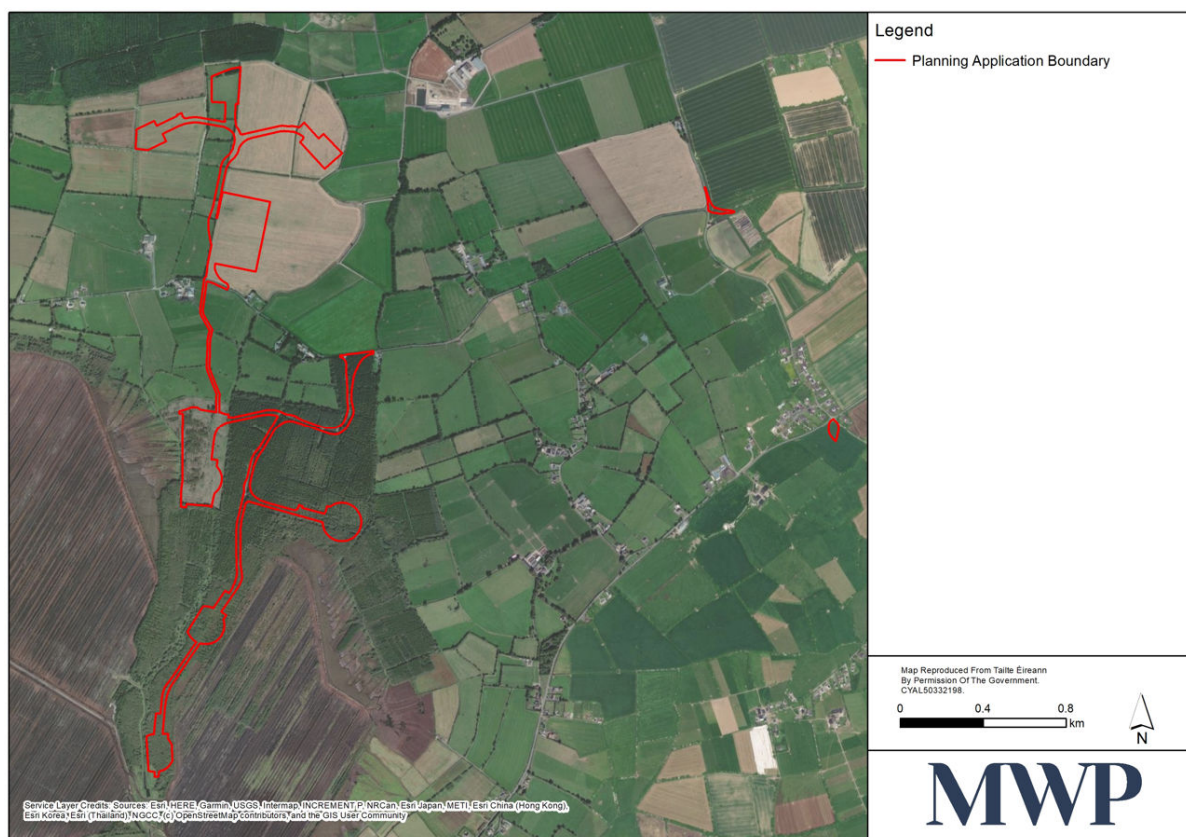 Legend
Planning Application Boundary
Map Reproduced From Tailte Éireann
By Permission Of The Government.
CYAL50332198.
0 0.4 0.8
km
N
MWP
Service Layer Credits: Sources: Esri, HERE, Garmin, USGS, Intermap, INCREMENT P, NRCan, Esri Japan, METI, Esri China (Hong Kong),
Esri Korea, Esri (Thailand), NGCC, (c) OpenStreetMap contributors, and the GIS User Community